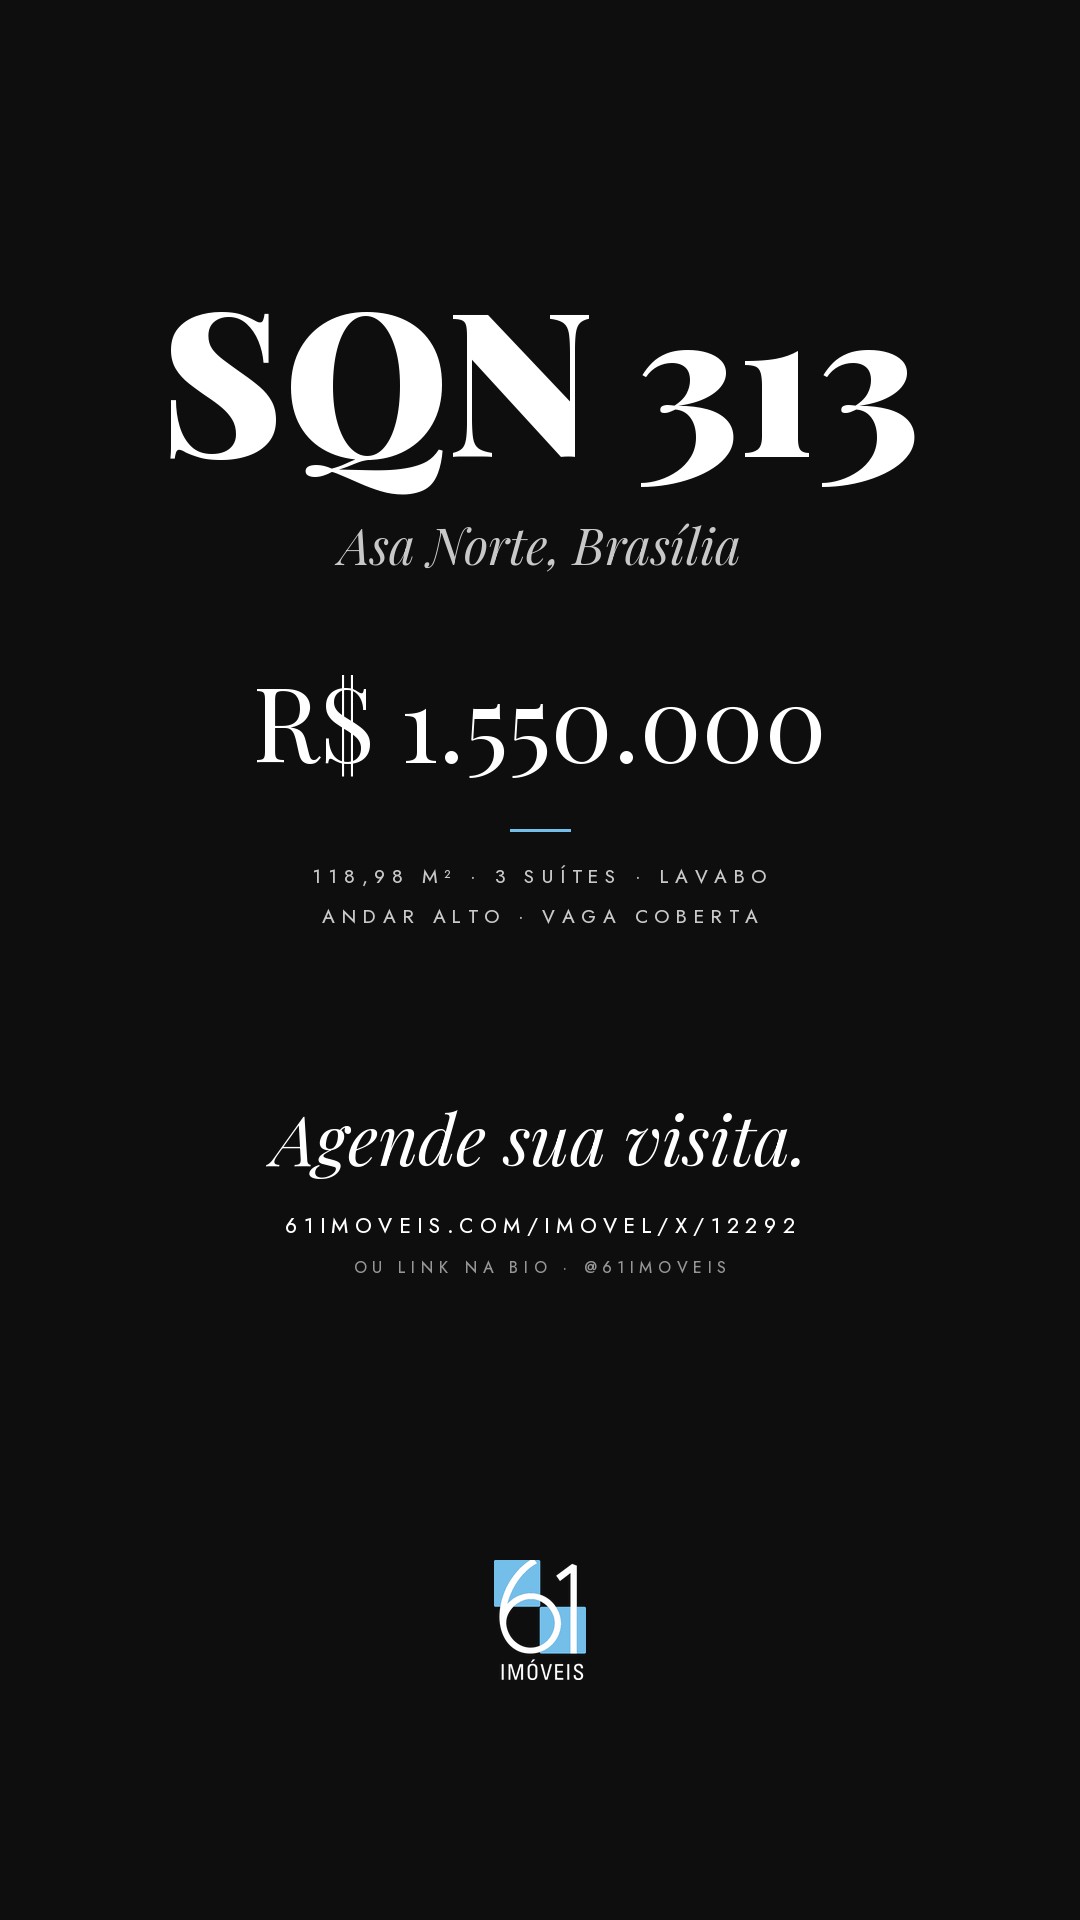 SQN 313
Asa Norte, Brasília
R$ 1.550.000
118,98 M² · 3 SUÍTES · LAVABO
ANDAR ALTO · VAGA COBERTA
Agende sua visita.
61IMOVEIS.COM/IMOVEL/X/12292
OU LINK NA BIO · @61IMOVEIS
61
IMÓVEIS